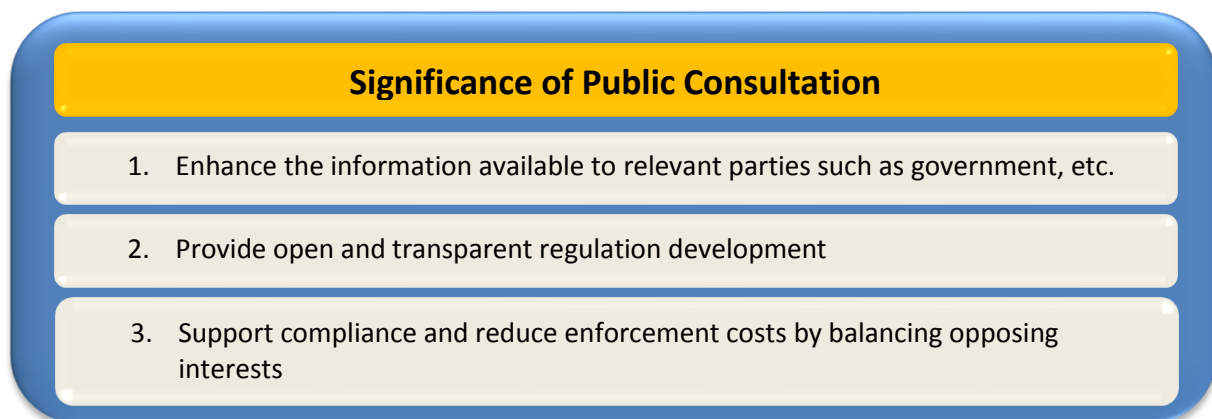 Significance of Public Consultation
1. Enhance the information available to relevant parties such as government, etc.
2. Provide open and transparent regulation development
3. Support compliance and reduce enforcement costs by balancing opposing
interests